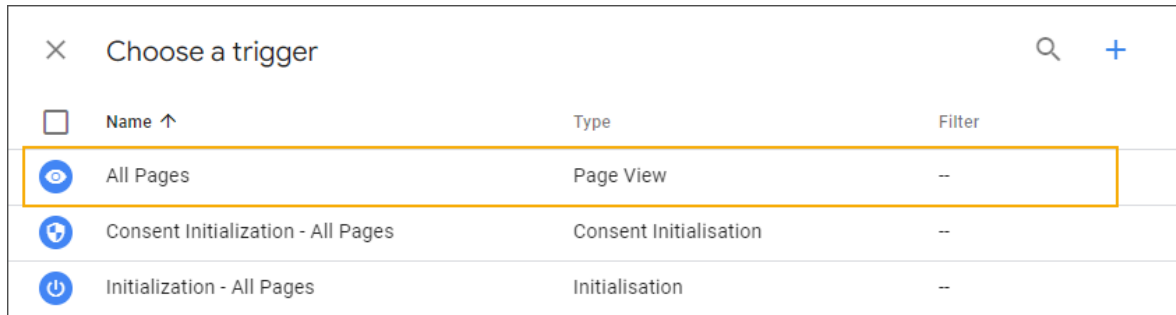 Choose a trigger
Name ↑ Type Filter
All Pages Page View --
Consent Initialization - All Pages Consent Initialisation --
Initialization - All Pages Initialisation --